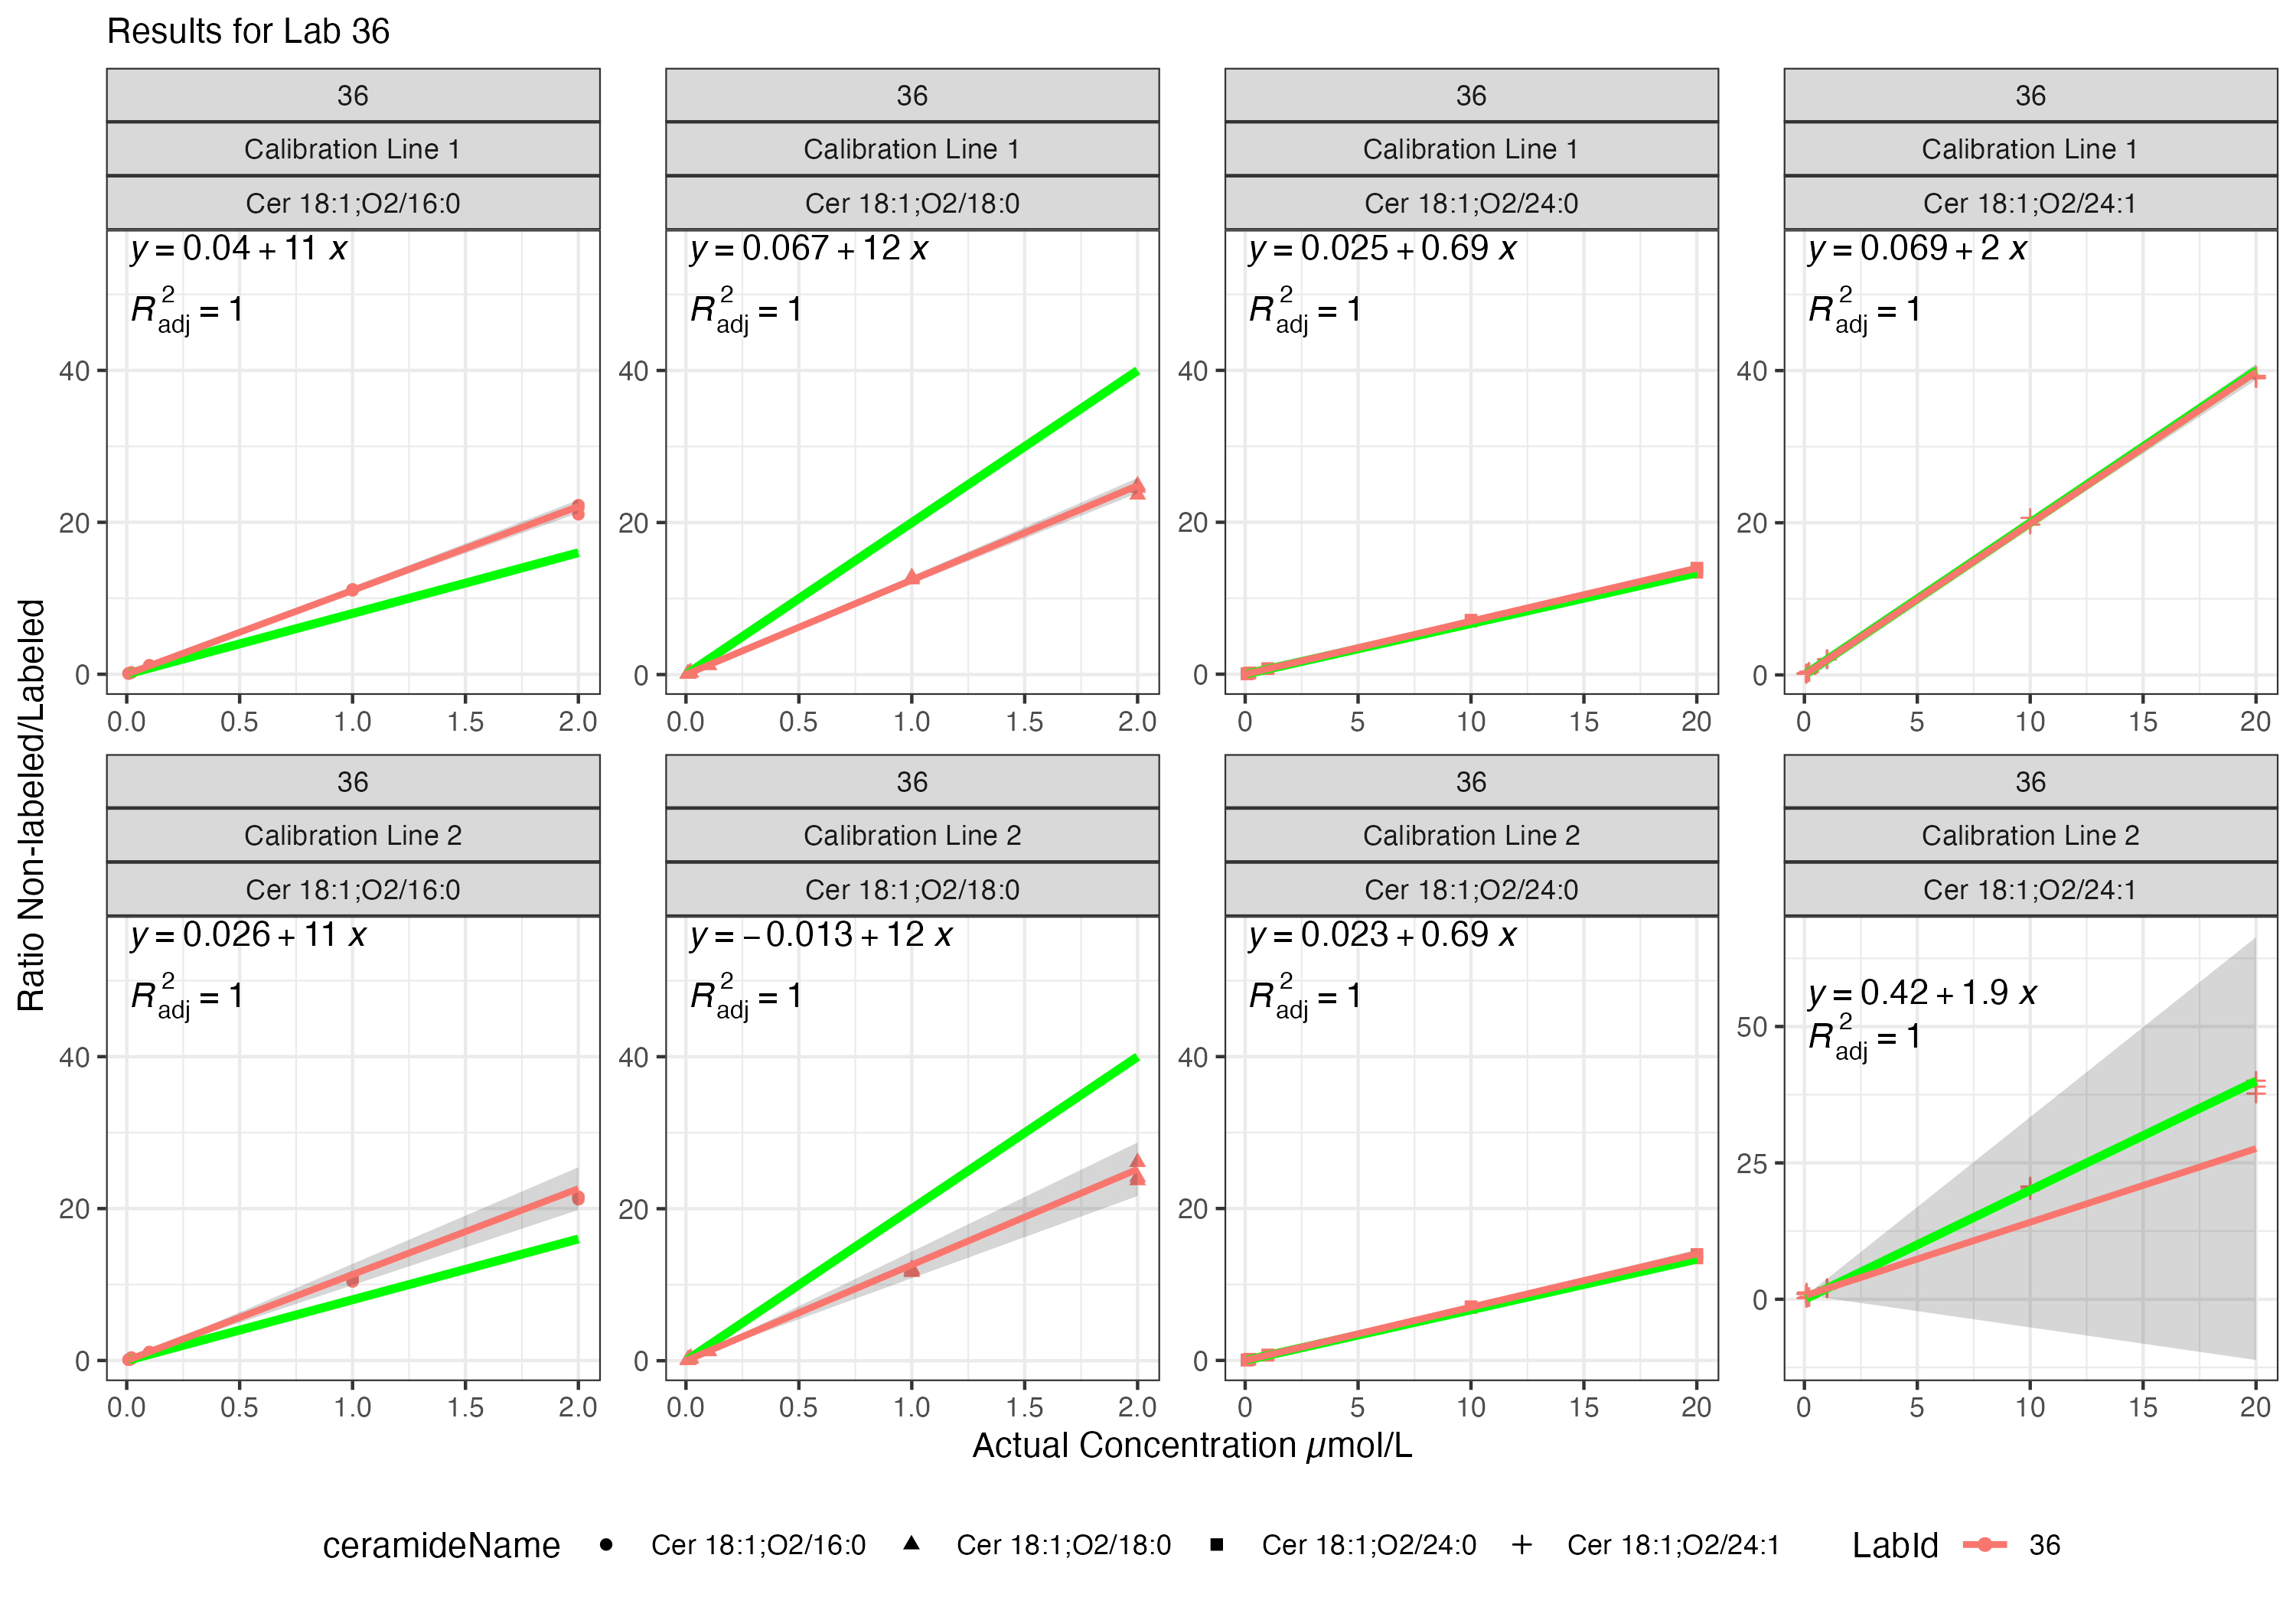 Results for Lab 36
36
36
36
36
Calibration Line 1
Calibration Line 1
Calibration Line 1
Calibration Line 1
Cer 18:1;O2/16:0
Cer 18:1;O2/18:0
Cer 18:1;O2/24:0
Cer 18:1;O2/24:1
y = 0.04 + 11 x
R²adj = 1
y = 0.067 + 12 x
R²adj = 1
y = 0.025 + 0.69 x
R²adj = 1
y = 0.069 + 2 x
R²adj = 1
40
20
0
40
20
0
40
20
0
40
20
0
0.0 0.5 1.0 1.5 2.0
0.0 0.5 1.0 1.5 2.0
0 5 10 15 20
0 5 10 15 20
36
36
36
36
Calibration Line 2
Calibration Line 2
Calibration Line 2
Calibration Line 2
Cer 18:1;O2/16:0
Cer 18:1;O2/18:0
Cer 18:1;O2/24:0
Cer 18:1;O2/24:1
y = 0.026 + 11 x
R²adj = 1
y = −0.013 + 12 x
R²adj = 1
y = 0.023 + 0.69 x
R²adj = 1
y = 0.42 + 1.9 x
R²adj = 1
40
20
0
40
20
0
40
20
0
50
25
0
0.0 0.5 1.0 1.5 2.0
0.0 0.5 1.0 1.5 2.0
0 5 10 15 20
0 5 10 15 20
Ratio Non-labeled/Labeled
Actual Concentration µmol/L
ceramideName Cer 18:1;O2/16:0 Cer 18:1;O2/18:0 Cer 18:1;O2/24:0 Cer 18:1;O2/24:1 LabId 36